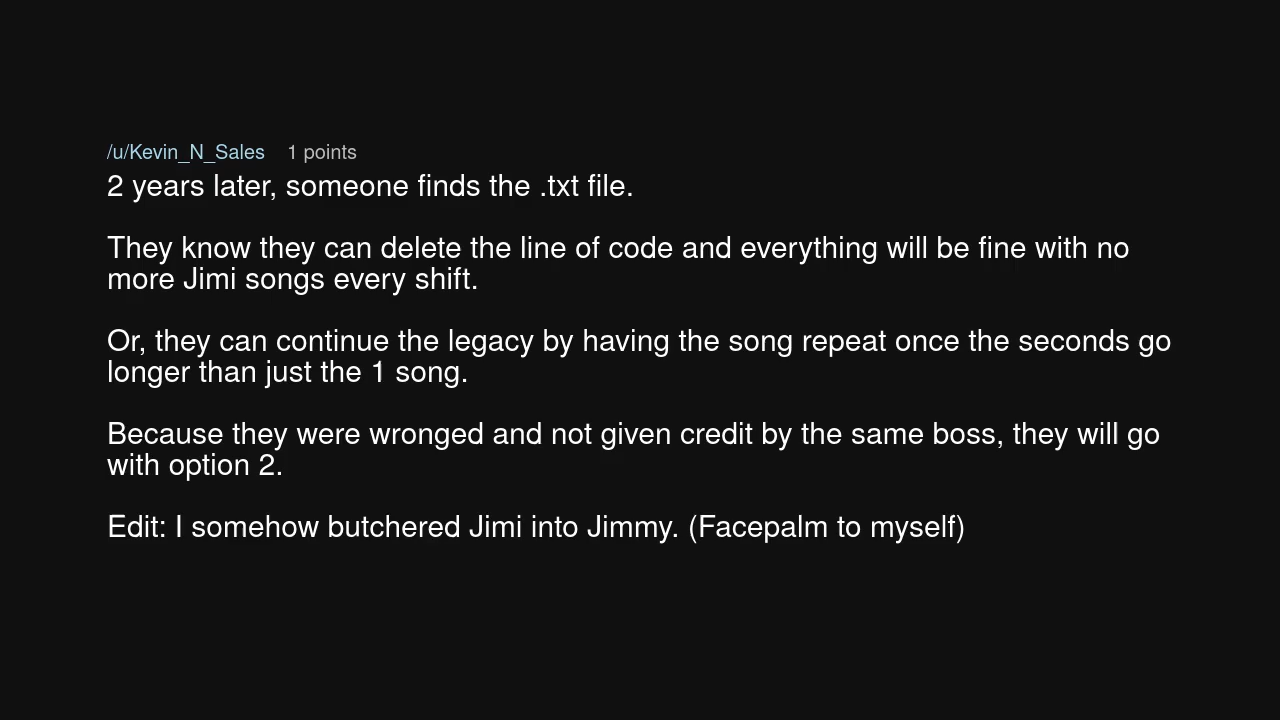 /u/Kevin_N_Sales 1 points
2 years later, someone finds the .txt file.
They know they can delete the line of code and everything will be fine with no
more Jimi songs every shift.
Or, they can continue the legacy by having the song repeat once the seconds go
longer than just the 1 song.
Because they were wronged and not given credit by the same boss, they will go
with option 2.
Edit: I somehow butchered Jimi into Jimmy. (Facepalm to myself)